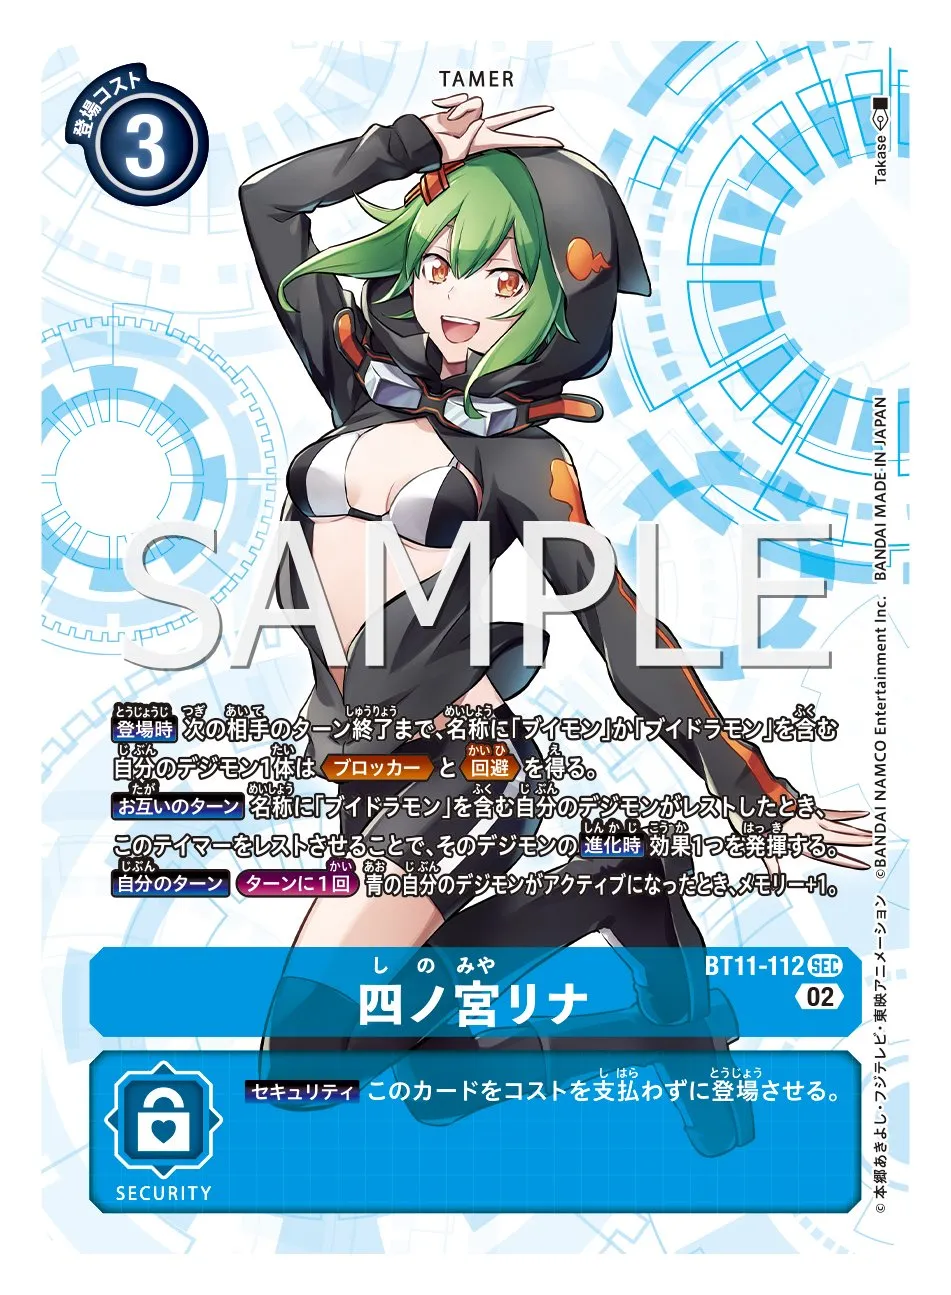 TAMER
登場コスト
3
Takase
SAMPLE
登場時 次の相手のターン終了まで、名称に「ブイモン」か「ブイドラモン」を含む
自分のデジモン1体は ブロッカー と 回避 を得る。
お互いのターン 名称に「ブイドラモン」を含む自分のデジモンがレストしたとき、
このテイマーをレストさせることで、そのデジモンの 進化時 効果1つを発揮する。
自分のターン ターンに1回 青の自分のデジモンがアクティブになったとき、メモリー+1。
BT11-112 SEC
しのみや
四ノ宮リナ
02
セキュリティ このカードをコストを支払わずに登場させる。
SECURITY
©本郷あきよし・フジテレビ・東映アニメーション ©BANDAI NAMCO Entertainment Inc. BANDAI MADE IN JAPAN